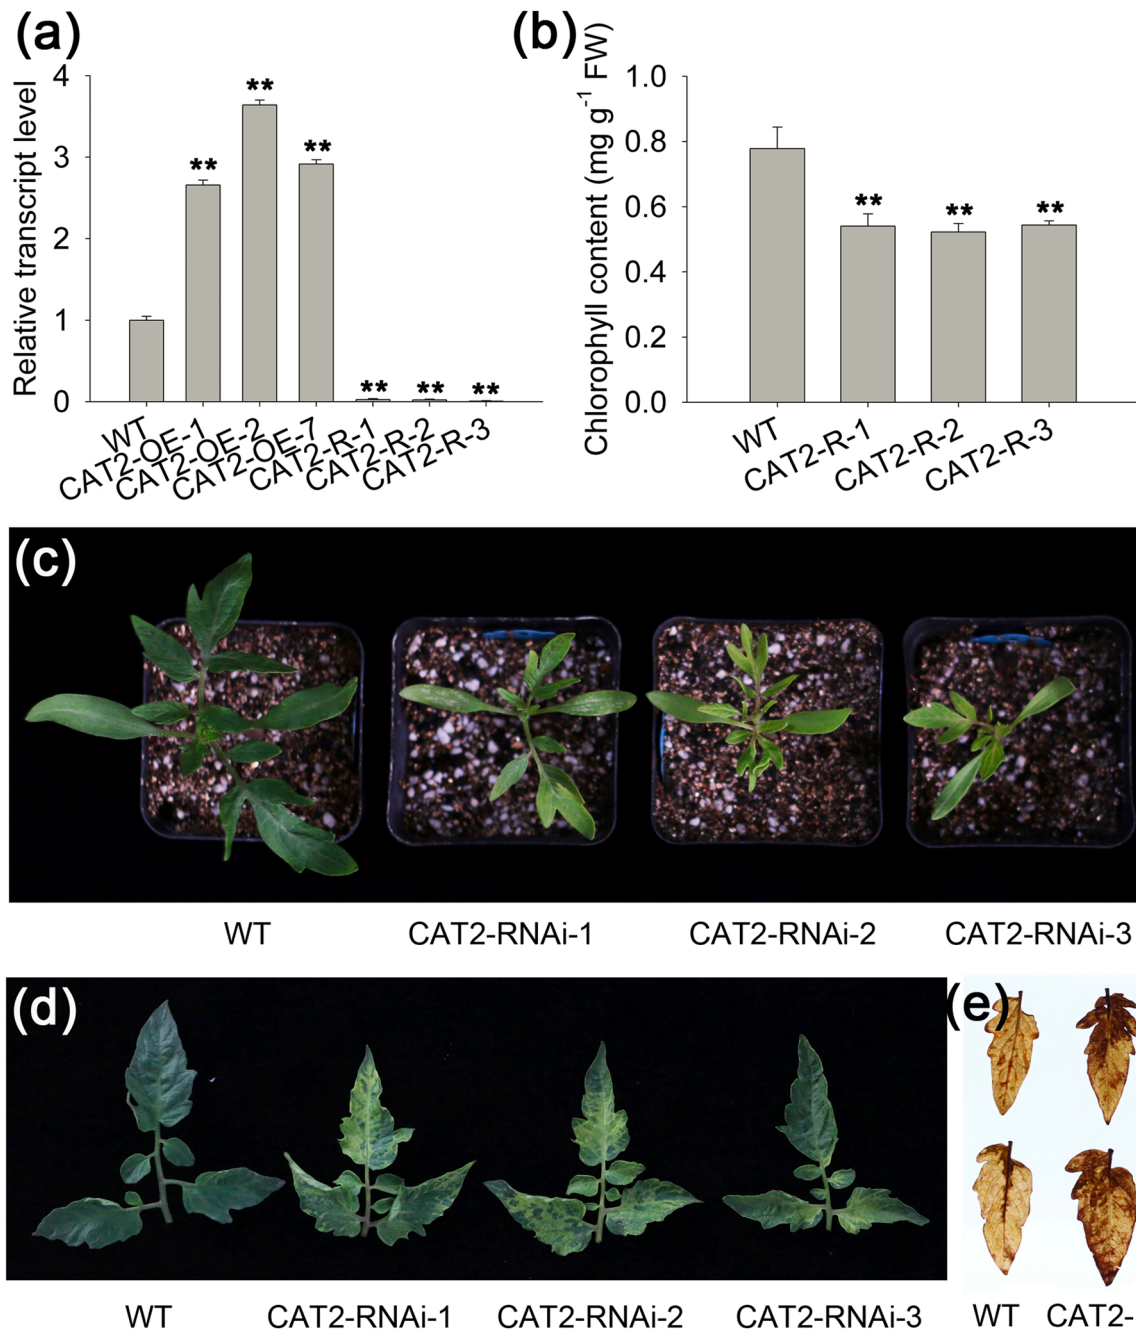 (a)
Relative transcript level
4
3
2
1
0
**
**
**
**
**
**
WT
CAT2-OE-1
CAT2-OE-2
CAT2-OE-7
CAT2-R-1
CAT2-R-2
CAT2-R-3
(b)
Chlorophyll content (mg g⁻¹ FW)
1.0
0.8
0.6
0.4
0.2
0.0
**
**
**
WT
CAT2-R-1
CAT2-R-2
CAT2-R-3
(c)
WT
CAT2-RNAi-1
CAT2-RNAi-2
CAT2-RNAi-3
(d)
WT
CAT2-RNAi-1
CAT2-RNAi-2
CAT2-RNAi-3
(e)
WT
CAT2-